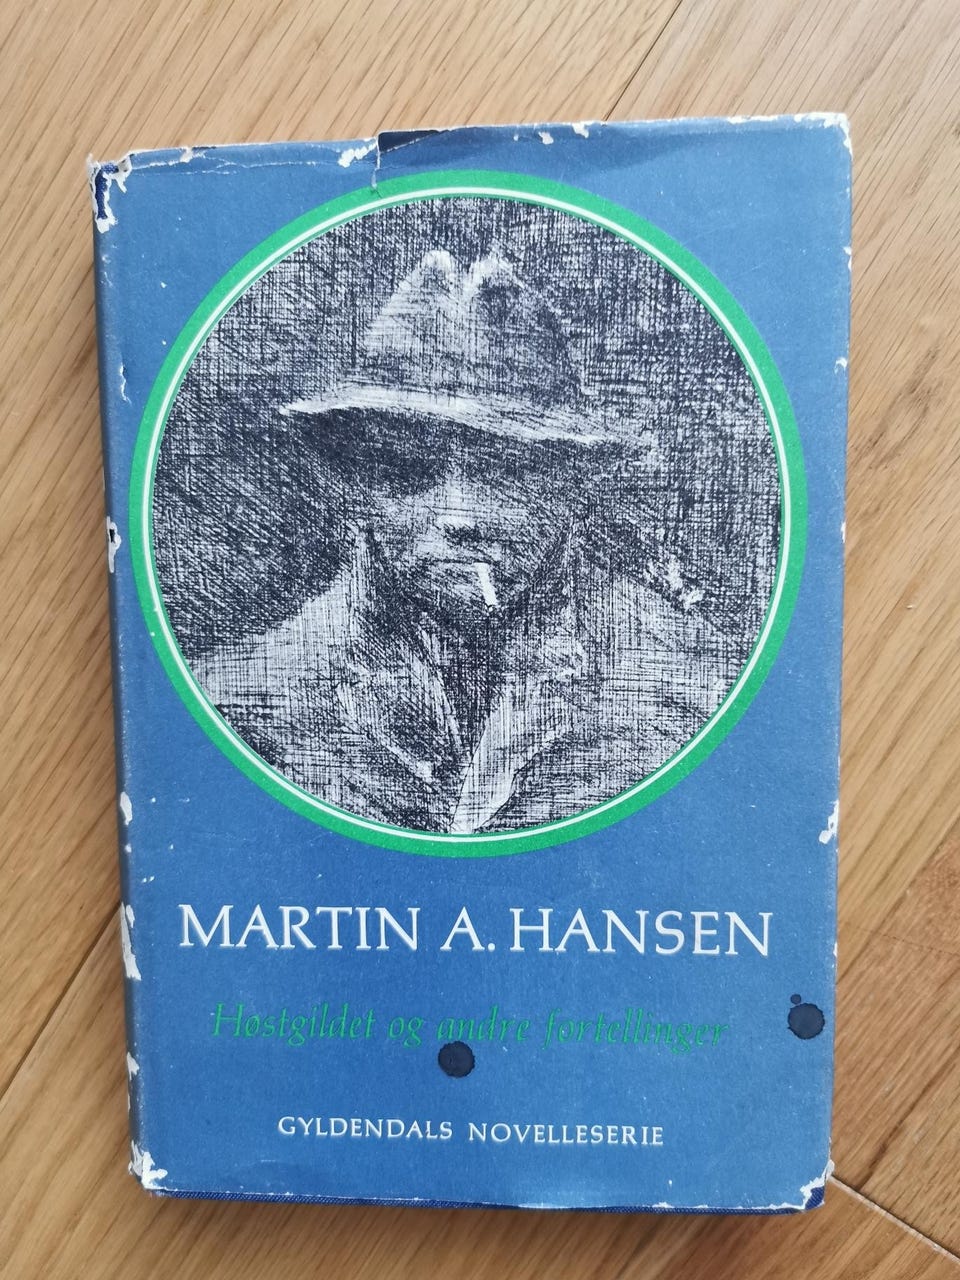 MARTIN A. HANSEN
Høstgildet og andre fortellinger
GYLDENDALS NOVELLESERIE